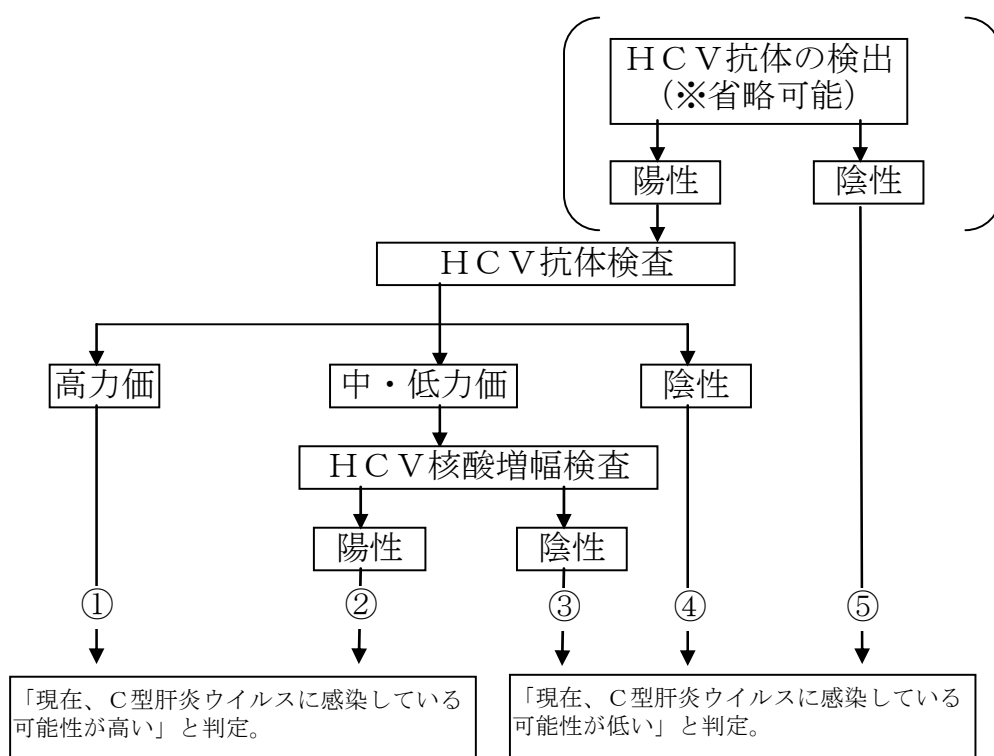 ＨＣＶ抗体の検出
（※省略可能）
陽性
陰性
ＨＣＶ抗体検査
高力価
中・低力価
陰性
ＨＣＶ核酸増幅検査
陽性
陰性
①
②
③
④
⑤
「現在、Ｃ型肝炎ウイルスに感染している
可能性が高い」と判定。
「現在、Ｃ型肝炎ウイルスに感染している
可能性が低い」と判定。